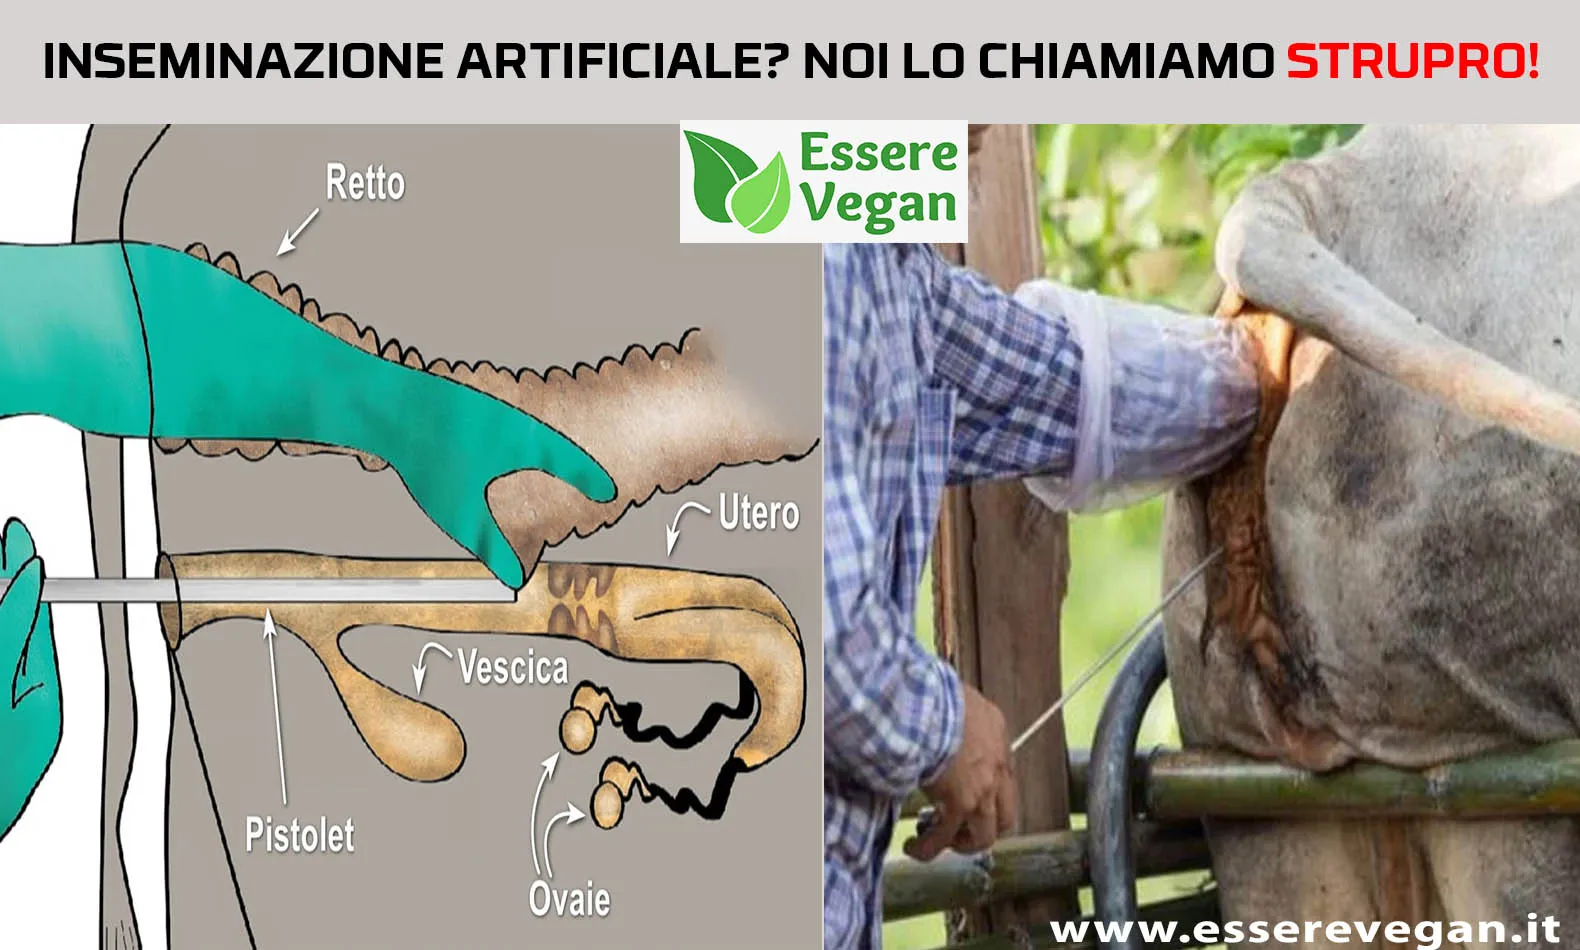 INSEMINAZIONE ARTIFICIALE? NOI LO CHIAMIAMO STRUPRO!
Essere
Vegan
Retto
Utero
Vescica
Pistolet
Ovaie
www.esserevegan.it